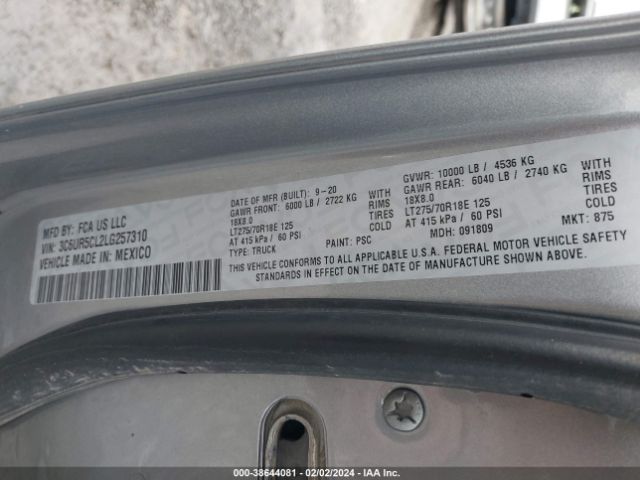 MFD BY: FCA US LLC
VIN: 3C6UR5CL2LG257310
VEHICLE MADE IN: MEXICO
DATE OF MFR (BUILT): 9-20
GAWR FRONT: 6000 LB / 2722 KG WITH
18X8.0 RIMS
LT275/70R18E 125 TIRES
AT 415 kPa / 60 PSI COLD
TYPE: TRUCK PAINT: PSC
GVWR: 10000 LB / 4536 KG
GAWR REAR: 6040 LB / 2740 KG WITH
18X8.0 RIMS
LT275/70R18E 125 TIRES
AT 415 kPa / 60 PSI COLD
MDH: 091809 MKT: 875
THIS VEHICLE CONFORMS TO ALL APPLICABLE U.S.A. FEDERAL MOTOR VEHICLE SAFETY
STANDARDS IN EFFECT ON THE DATE OF MANUFACTURE SHOWN ABOVE.
000-38644081 - 02/02/2024 - IAA Inc.